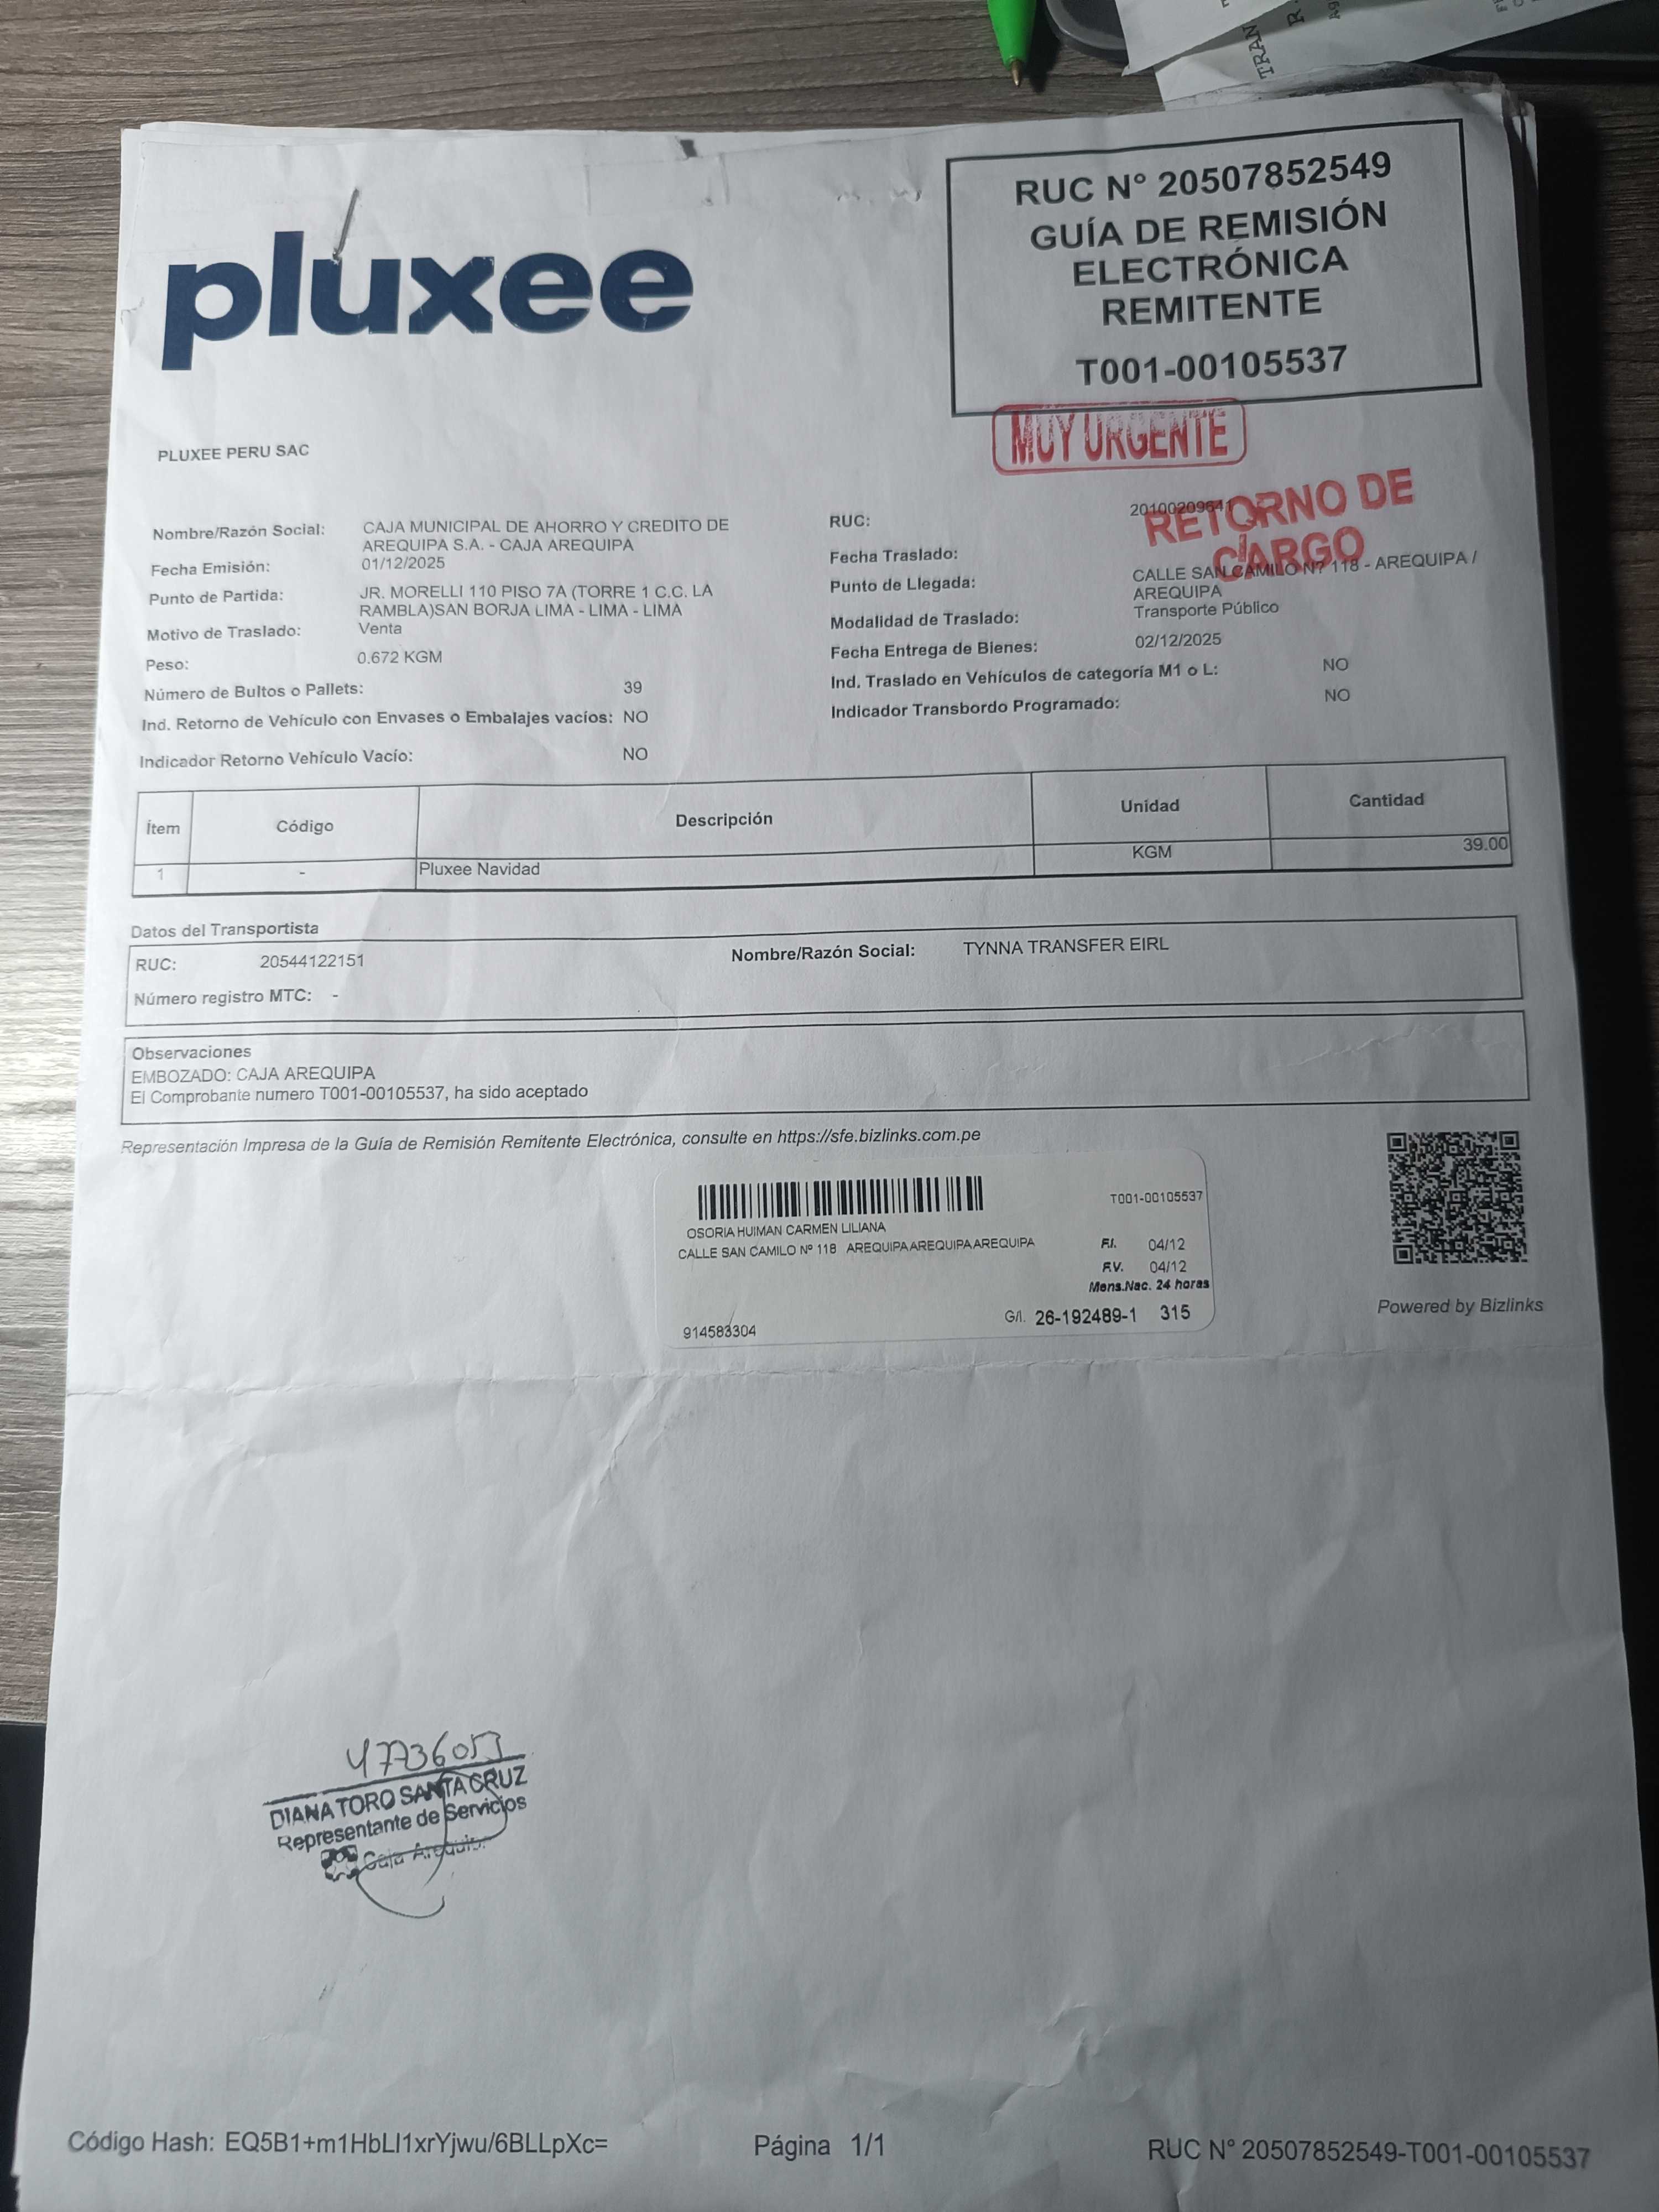 TRAN
R.
pluxee
RUC N° 20507852549
GUÍA DE REMISIÓN
ELECTRÓNICA
REMITENTE
T001-00105537
MUY URGENTE
RETORNO DE
CARGO
PLUXEE PERU SAC
Nombre/Razón Social: CAJA MUNICIPAL DE AHORRO Y CREDITO DE
AREQUIPA S.A. - CAJA AREQUIPA
Fecha Emisión: 01/12/2025
Punto de Partida: JR. MORELLI 110 PISO 7A (TORRE 1 C.C. LA
RAMBLA)SAN BORJA LIMA - LIMA - LIMA
Motivo de Traslado: Venta
Peso: 0.672 KGM
Número de Bultos o Pallets: 39
Ind. Retorno de Vehículo con Envases o Embalajes vacíos: NO
Indicador Retorno Vehículo Vacío: NO
RUC: 20100209641
Fecha Traslado:
Punto de Llegada: CALLE SAN CAMILO N? 118 - AREQUIPA /
AREQUIPA
Modalidad de Traslado: Transporte Público
Fecha Entrega de Bienes: 02/12/2025
Ind. Traslado en Vehículos de categoría M1 o L: NO
Indicador Transbordo Programado: NO
Ítem Código Descripción Unidad Cantidad
1 - Pluxee Navidad KGM 39.00
Datos del Transportista
RUC: 20544122151 Nombre/Razón Social: TYNNA TRANSFER EIRL
Número registro MTC: -
Observaciones
EMBOZADO: CAJA AREQUIPA
El Comprobante numero T001-00105537, ha sido aceptado
Representación Impresa de la Guía de Remisión Remitente Electrónica, consulte en https://sfe.bizlinks.com.pe
T001-00105537
OSORIA HUIMAN CARMEN LILIANA
CALLE SAN CAMILO Nº 118 AREQUIPAAREQUIPAAREQUIPA
F.I. 04/12
F.V. 04/12
Mens.Nac. 24 horas
G/I. 26-192489-1 315
914583304
Powered by Bizlinks
47736053
DIANA TORO SANTA CRUZ
Representante de Servicios
Caja Arequipa
Código Hash: EQ5B1+m1HbLl1xrYjwu/6BLLpXc= Página 1/1 RUC N° 20507852549-T001-00105537